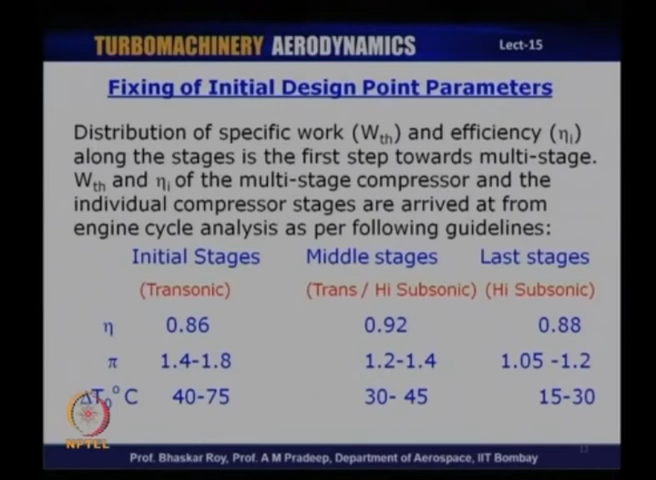 TURBOMACHINERY AERODYNAMICS Lect-15
Fixing of Initial Design Point Parameters
Distribution of specific work (Wth) and efficiency (ηi)
along the stages is the first step towards multi-stage.
Wth and ηi of the multi-stage compressor and the
individual compressor stages are arrived at from
engine cycle analysis as per following guidelines:
Initial Stages Middle stages Last stages
(Transonic) (Trans / Hi Subsonic) (Hi Subsonic)
η 0.86 0.92 0.88
π 1.4-1.8 1.2-1.4 1.05 -1.2
ΔT0°C 40-75 30- 45 15-30
NPTEL
Prof. Bhaskar Roy, Prof. A M Pradeep, Department of Aerospace, IIT Bombay